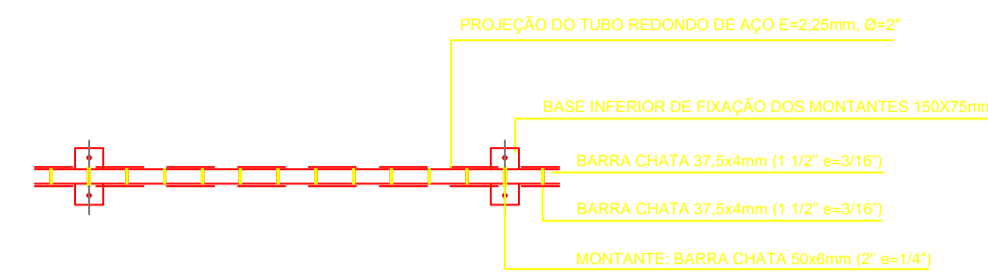 PROJEÇÃO DO TUBO REDONDO DE AÇO E=2,25mm, Ø=2"
BASE INFERIOR DE FIXAÇÃO DOS MONTANTES 150X75mm
BARRA CHATA 37,5x4mm (1 1/2" e=3/16")
BARRA CHATA 37,5x4mm (1 1/2" e=3/16")
MONTANTE: BARRA CHATA 50x6mm (2" e=1/4")